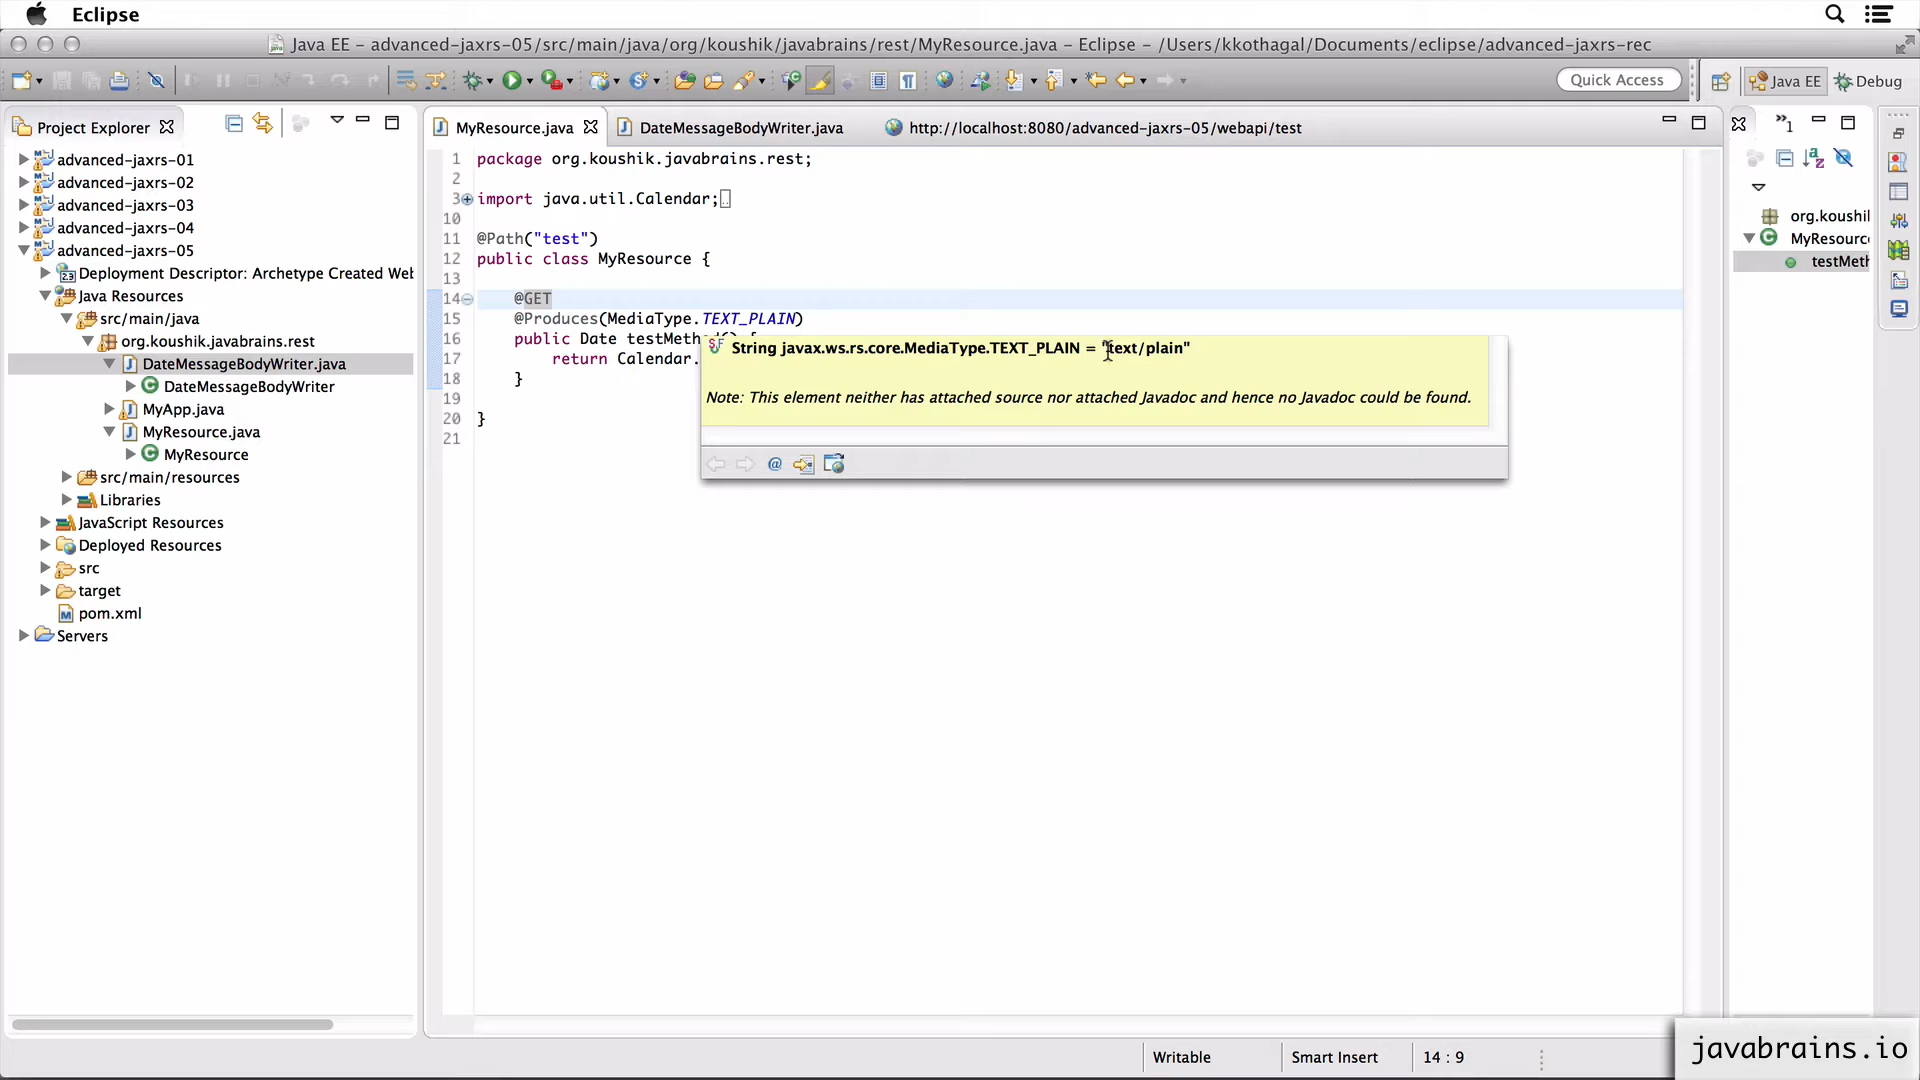 Eclipse
Java EE – advanced-jaxrs-05/src/main/java/org/koushik/javabrains/rest/MyResource.java – Eclipse – /Users/kkothagal/Documents/eclipse/advanced-jaxrs-rec
Quick Access
Java EE
Debug
Project Explorer
MyResource.java
DateMessageBodyWriter.java
http://localhost:8080/advanced-jaxrs-05/webapi/test
»1
advanced-jaxrs-01
advanced-jaxrs-02
advanced-jaxrs-03
advanced-jaxrs-04
advanced-jaxrs-05
Deployment Descriptor: Archetype Created Web
Java Resources
src/main/java
org.koushik.javabrains.rest
DateMessageBodyWriter.java
DateMessageBodyWriter
MyApp.java
MyResource.java
MyResource
src/main/resources
Libraries
JavaScript Resources
Deployed Resources
src
target
pom.xml
Servers
1 package org.koushik.javabrains.rest;
2
3 import java.util.Calendar;
10
11 @Path("test")
12 public class MyResource {
13
14 @GET
15 @Produces(MediaType.TEXT_PLAIN)
16 public Date testMethod() {
17 return Calendar.
18 }
19
20 }
21
String javax.ws.rs.core.MediaType.TEXT_PLAIN = "text/plain"
Note: This element neither has attached source nor attached Javadoc and hence no Javadoc could be found.
org.koushil
MyResource
testMeth
Writable
Smart Insert
14 : 9
javabrains.io